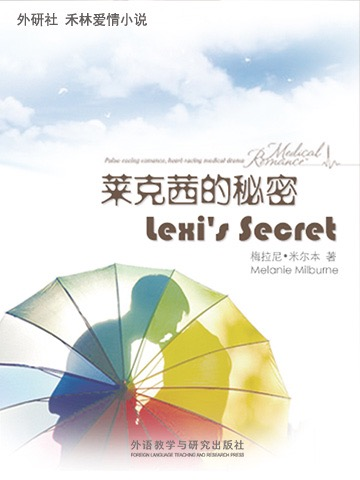 外研社 禾林爱情小说
Pulse-racing romance, heart-racing medical drama
Medical
Romance
莱克茜的秘密
Lexi's Secret
梅拉尼•米尔本 著
Melanie Milburne
外语教学与研究出版社
FOREIGN LANGUAGE TEACHING AND RESEARCH PRESS